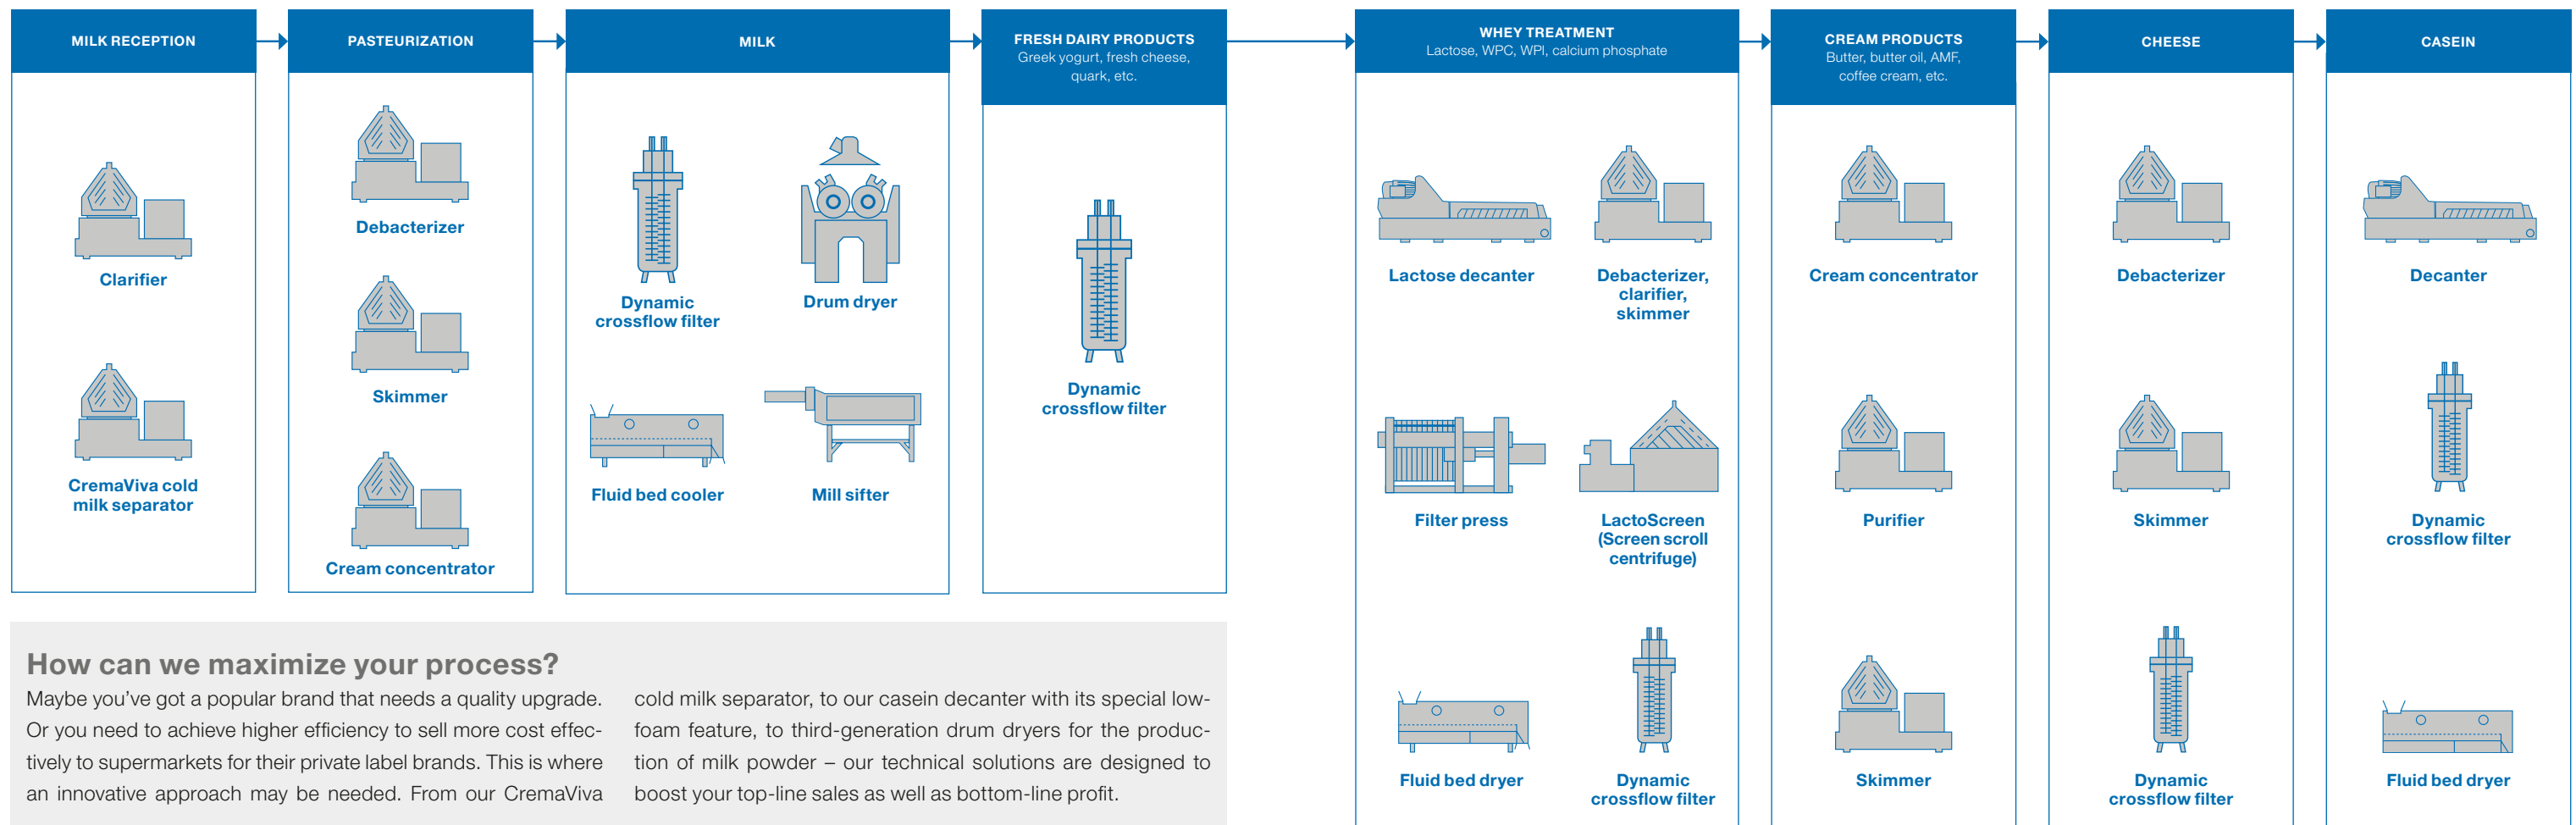 MILK RECEPTION
Clarifier
CremaViva cold
milk separator
PASTEURIZATION
Debacterizer
Skimmer
Cream concentrator
MILK
Dynamic
crossflow filter
Drum dryer
Fluid bed cooler
Mill sifter
FRESH DAIRY PRODUCTS
Greek yogurt, fresh cheese,
quark, etc.
Dynamic
crossflow filter
WHEY TREATMENT
Lactose, WPC, WPI, calcium phosphate
Lactose decanter
Debacterizer,
clarifier,
skimmer
Filter press
LactoScreen
(Screen scroll
centrifuge)
Fluid bed dryer
Dynamic
crossflow filter
CREAM PRODUCTS
Butter, butter oil, AMF,
coffee cream, etc.
Cream concentrator
Purifier
Skimmer
CHEESE
Debacterizer
Skimmer
Dynamic
crossflow filter
CASEIN
Decanter
Dynamic
crossflow filter
Fluid bed dryer
How can we maximize your process?
Maybe you've got a popular brand that needs a quality upgrade.
Or you need to achieve higher efficiency to sell more cost effec-
tively to supermarkets for their private label brands. This is where
an innovative approach may be needed. From our CremaViva
cold milk separator, to our casein decanter with its special low-
foam feature, to third-generation drum dryers for the produc-
tion of milk powder – our technical solutions are designed to
boost your top-line sales as well as bottom-line profit.